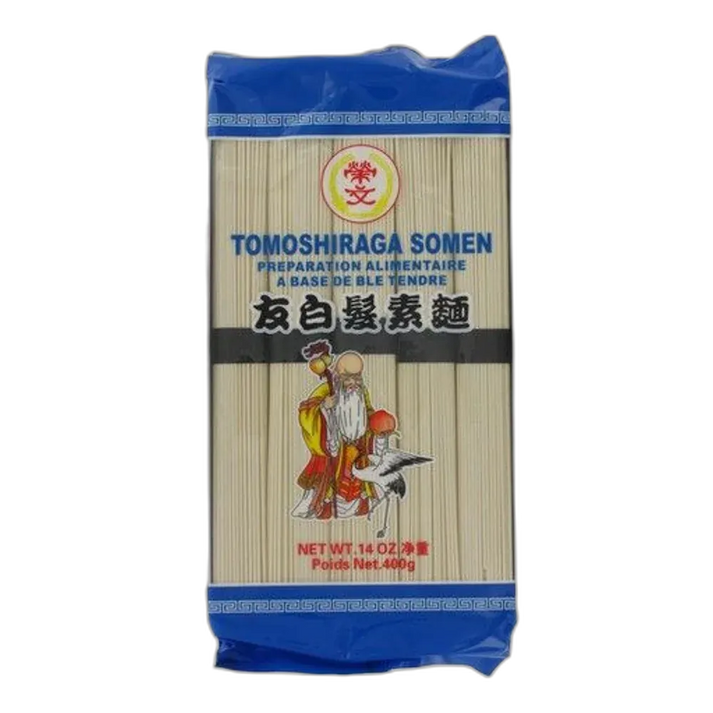 榮文
TOMOSHIRAGA SOMEN
PREPARATION ALIMENTAIRE
A BASE DE BLE TENDRE
友白髮素麵
NET WT.14 OZ 净重
Poids Net.400g